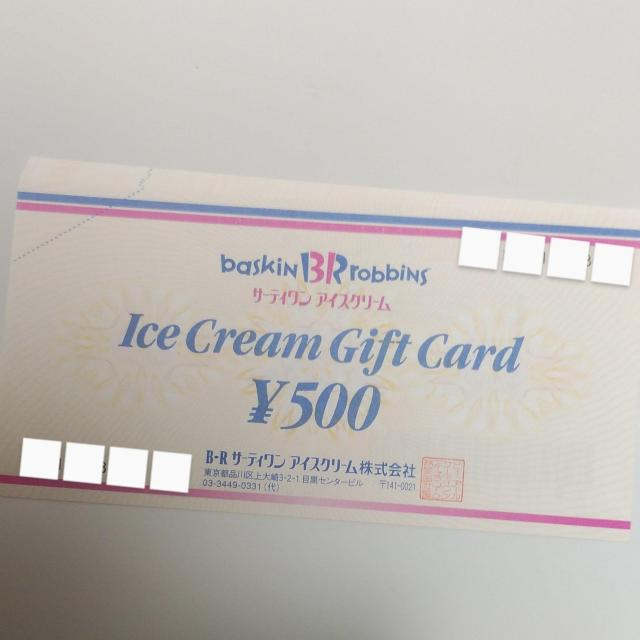 baskin BR robbins
サーティワン アイスクリーム
Ice Cream Gift Card
¥500
B-R サーティワン アイスクリーム株式会社
東京都品川区上大崎3-2-1 目黒センタービル 〒141-0021
03-3449-0331(代)